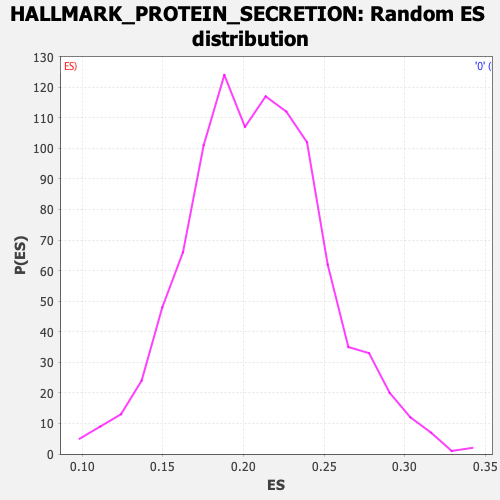 HALLMARK_PROTEIN_SECRETION: Random ES
distribution
130
ES)
'0' (
120
110
100
90
80
70
60
50
40
30
20
10
0
P(ES)
0.10 0.15 0.20 0.25 0.30 0.35
ES